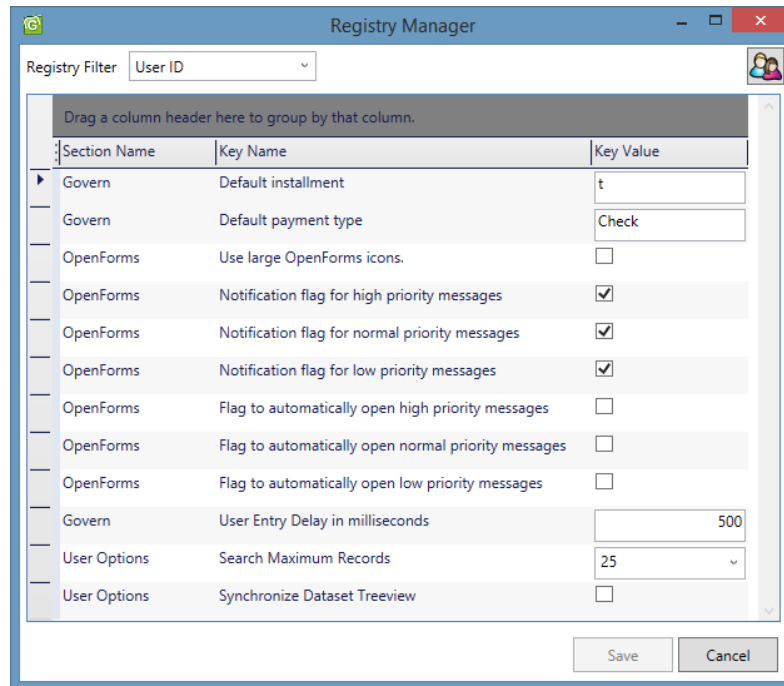 G
Registry Manager
Registry Filter User ID
Drag a column header here to group by that column.
Section Name Key Name Key Value
Govern Default installment t
Govern Default payment type Check
OpenForms Use large OpenForms icons.
OpenForms Notification flag for high priority messages
OpenForms Notification flag for normal priority messages
OpenForms Notification flag for low priority messages
OpenForms Flag to automatically open high priority messages
OpenForms Flag to automatically open normal priority messages
OpenForms Flag to automatically open low priority messages
Govern User Entry Delay in milliseconds 500
User Options Search Maximum Records 25
User Options Synchronize Dataset Treeview
Save Cancel